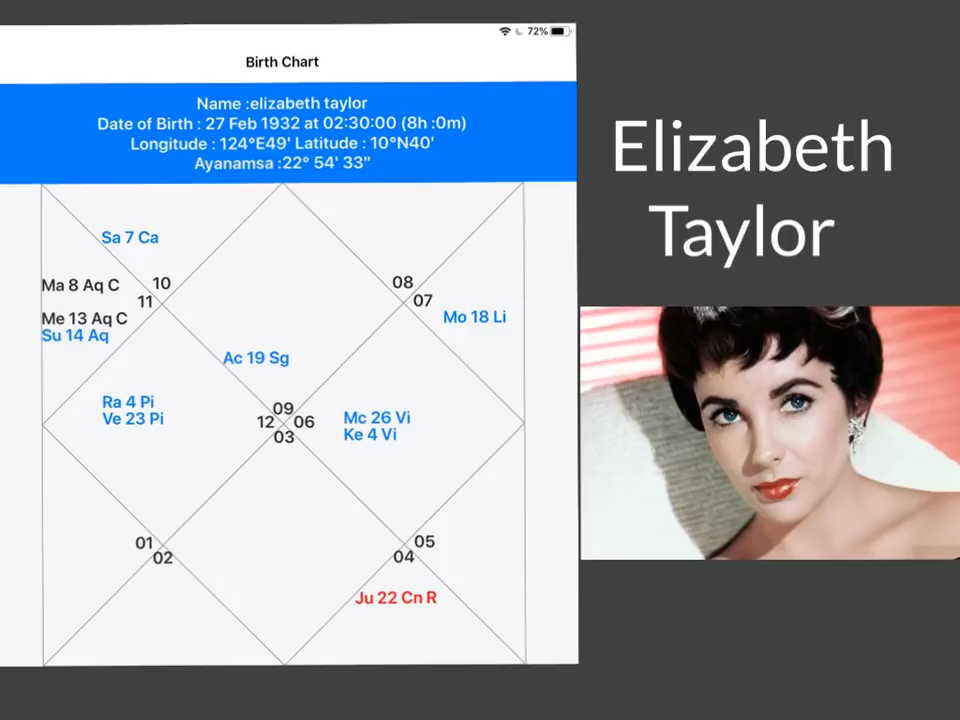 72%
Birth Chart
Name :elizabeth taylor
Date of Birth : 27 Feb 1932 at 02:30:00 (8h :0m)
Longitude : 124°E49' Latitude : 10°N40'
Ayanamsa :22° 54' 33"
Elizabeth
Taylor
Sa 7 Ca
Ma 8 Aq C
10
08
11
07
Me 13 Aq C
Mo 18 Li
Su 14 Aq
Ac 19 Sg
Ra 4 Pi
Ve 23 Pi
09
12
06
03
Mc 26 Vi
Ke 4 Vi
01
02
05
04
Ju 22 Cn R